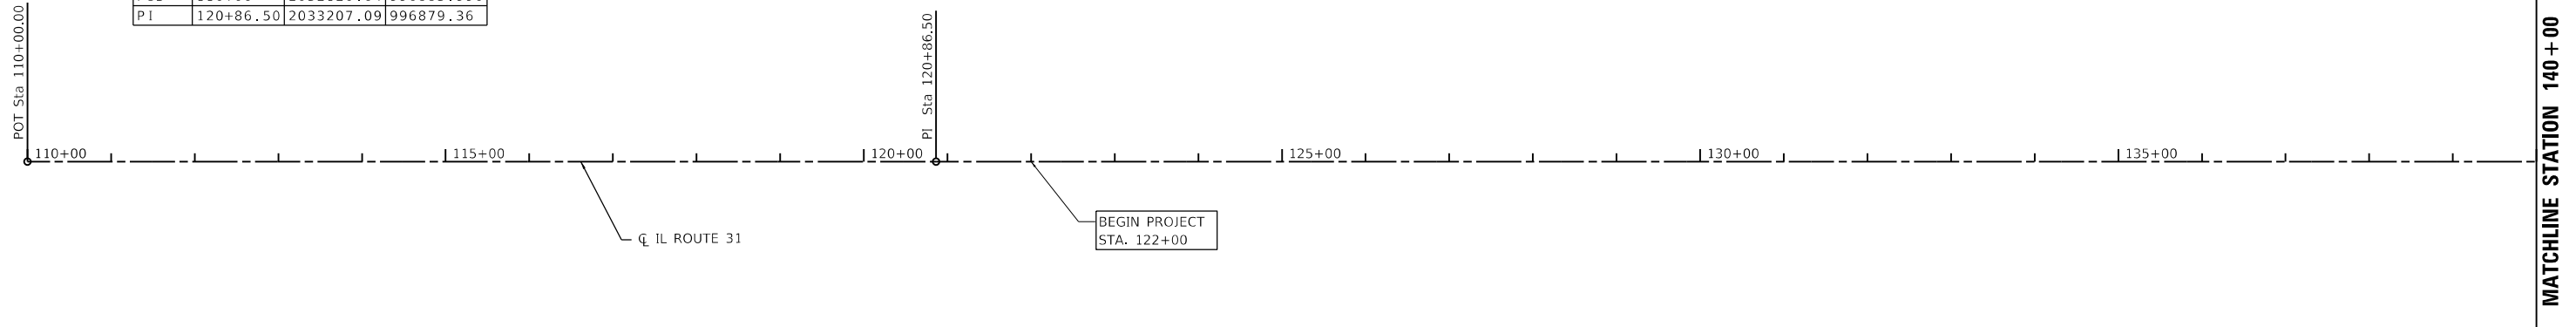 PI 120+86.50 2033207.09 996879.36
POT Sta 110+00.00
PI Sta 120+86.50
110+00 115+00 120+00 125+00 130+00 135+00
BEGIN PROJECT
STA. 122+00
℄ IL ROUTE 31
MATCHLINE STATION 140+00